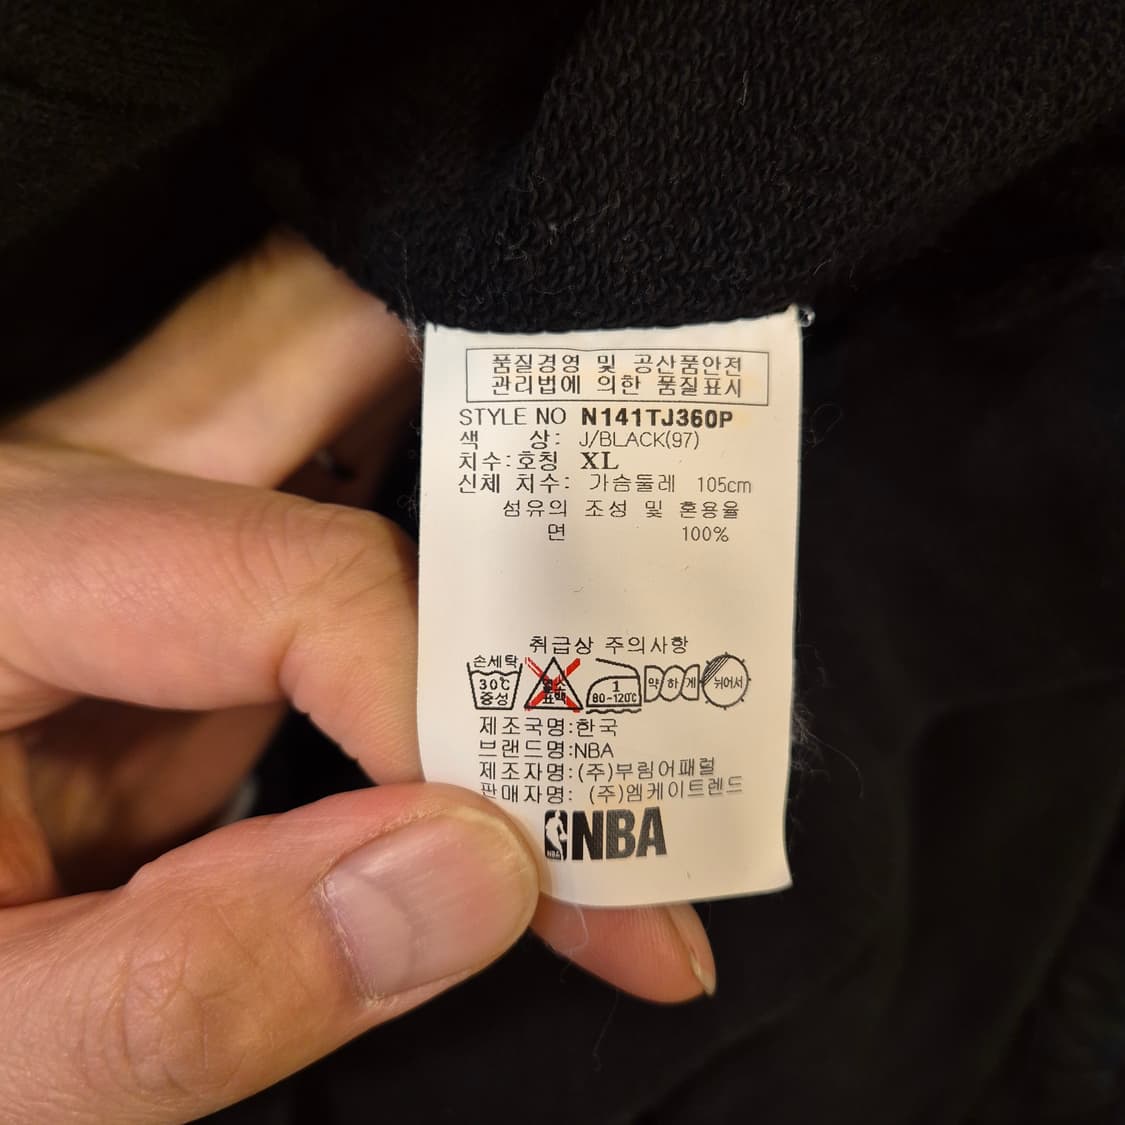 품질경영 및 공산품안전
관리법에 의한 품질표시
STYLE NO N141TJ360P
색 상: J/BLACK(97)
치수:호칭 XL
신체 치수: 가슴둘레 105cm
섬유의 조성 및 혼용율
면 100%
취급상 주의사항
손세탁
30℃
중성
염소
표백
1
80-120℃
약하게
뉘어서
제조국명:한국
브랜드명:NBA
제조자명:(주)부림어패럴
판매자명: (주)엠케이트렌드
NBA
NBA